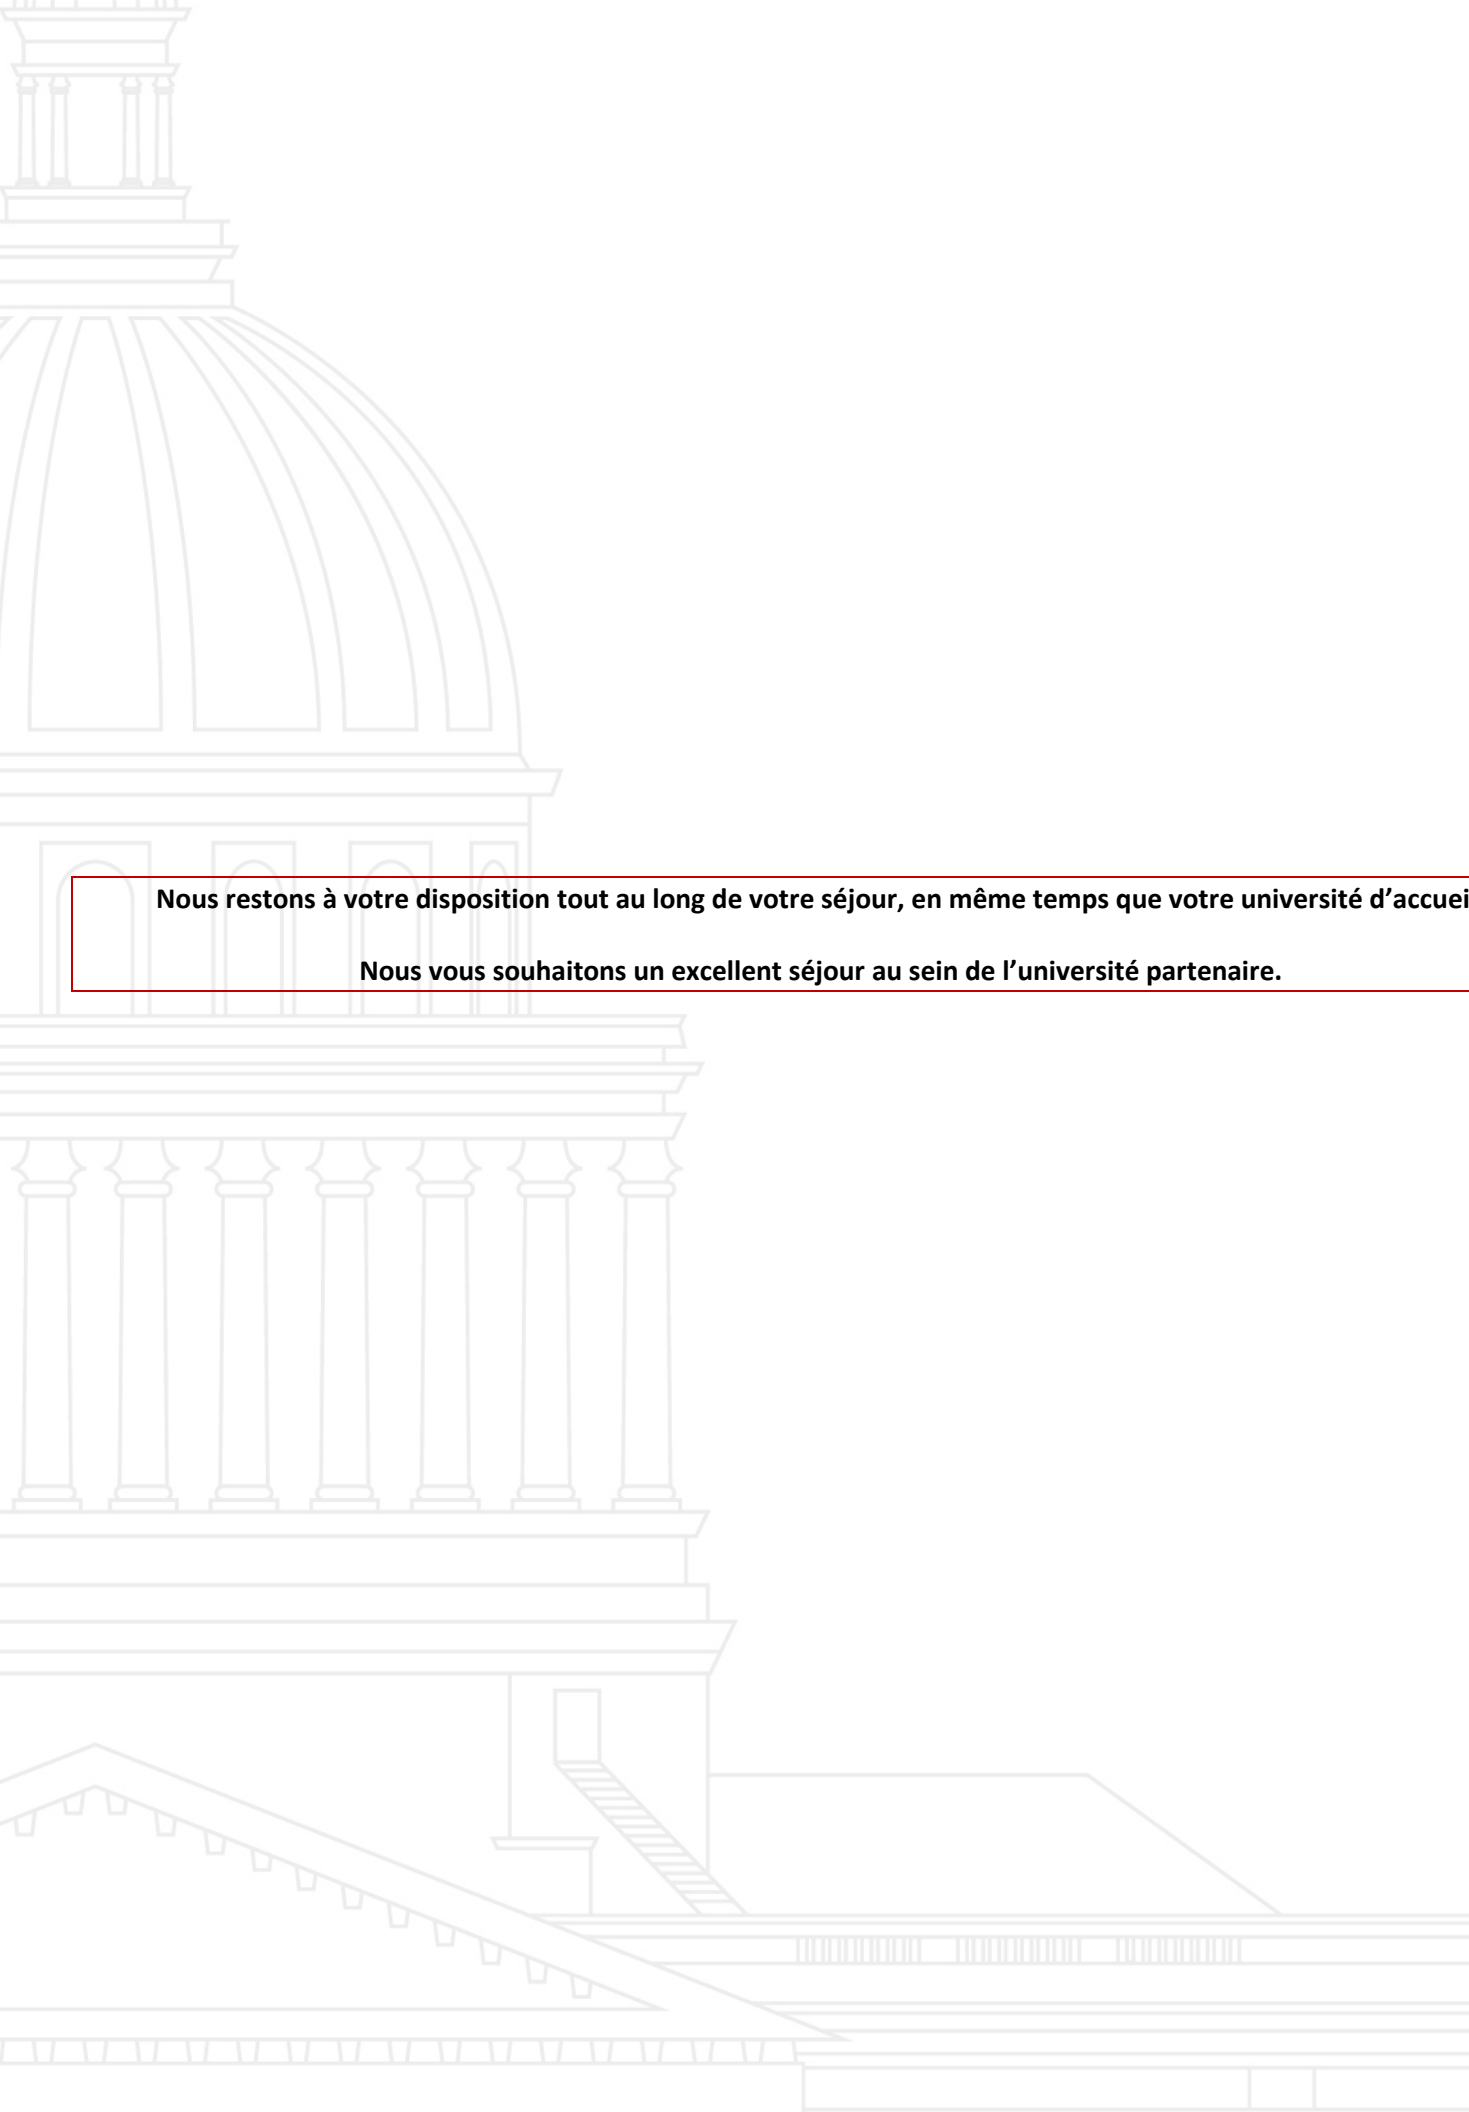 Nous restons à votre disposition tout au long de votre séjour, en même temps que votre université d’accuei
Nous vous souhaitons un excellent séjour au sein de l’université partenaire.